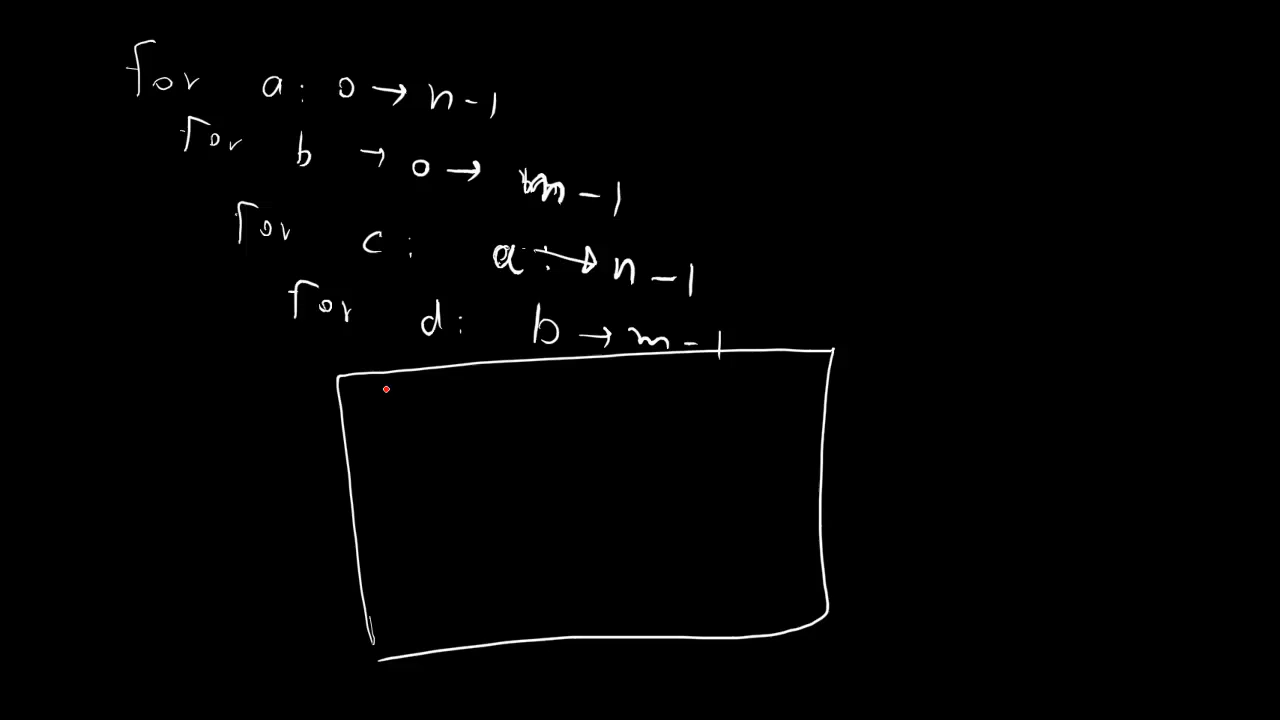 for a: 0 → n-1
for b → 0 → m-1
for c: a: → n-1
for d: b → m-1